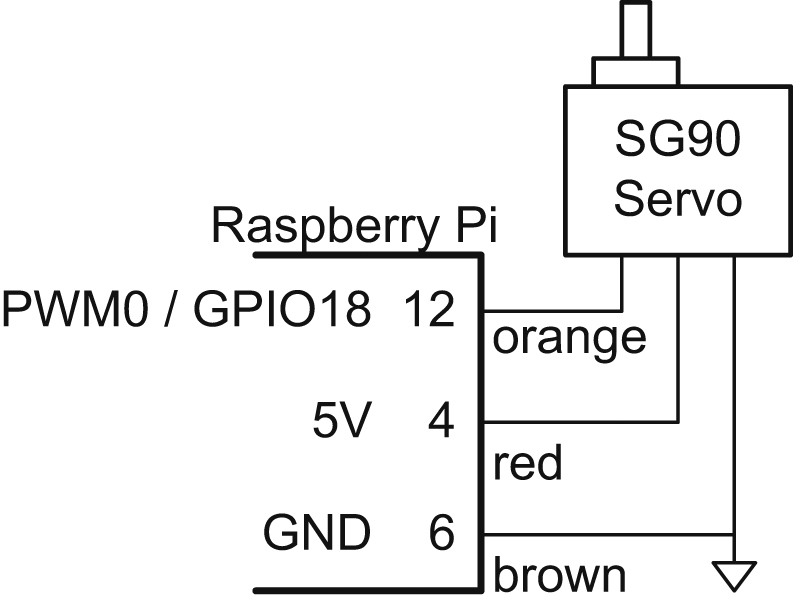 SG90
Servo
Raspberry Pi
PWM0 / GPIO18 12
orange
5V 4
red
GND 6
brown